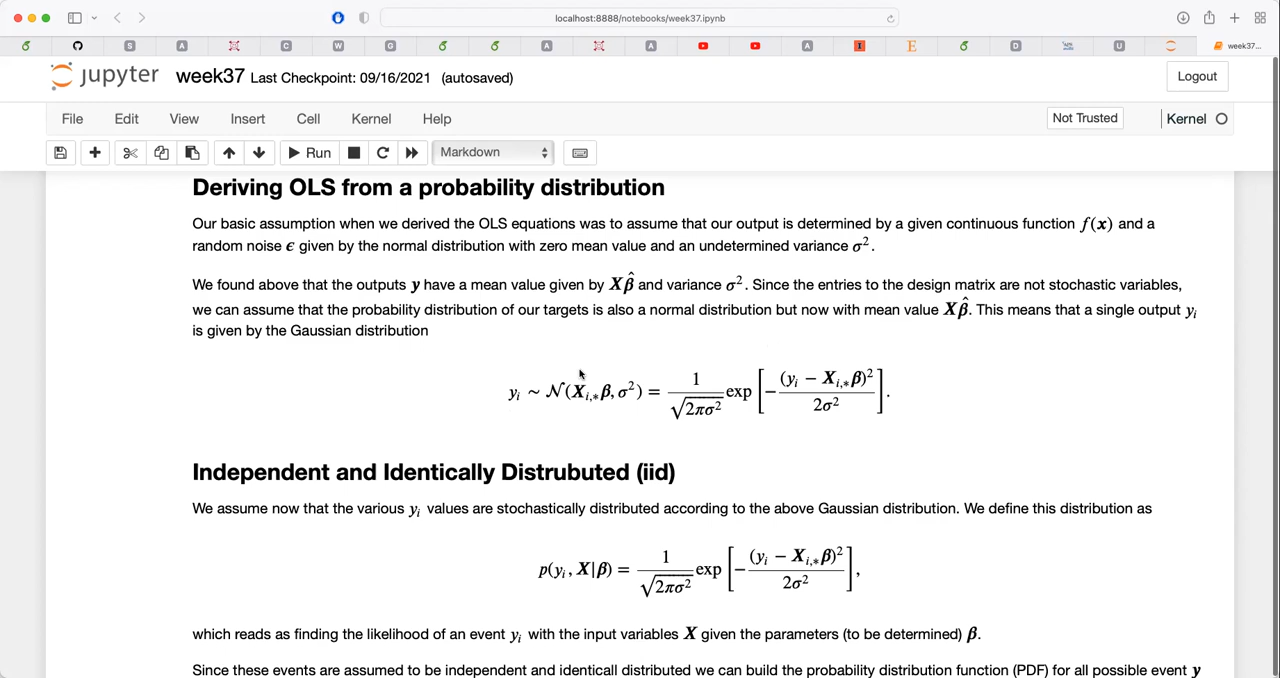 localhost:8888/notebooks/week37.ipynb
S A C W G A A A I E D U week37...
jupyter week37 Last Checkpoint: 09/16/2021 (autosaved) Logout
File Edit View Insert Cell Kernel Help Not Trusted Kernel
Run Markdown
Deriving OLS from a probability distribution
Our basic assumption when we derived the OLS equations was to assume that our output is determined by a given continuous function f(x) and a
random noise ϵ given by the normal distribution with zero mean value and an undetermined variance σ².
We found above that the outputs y have a mean value given by Xβ̂ and variance σ². Since the entries to the design matrix are not stochastic variables,
we can assume that the probability distribution of our targets is also a normal distribution but now with mean value Xβ̂. This means that a single output yᵢ
is given by the Gaussian distribution
yᵢ ∼ 𝒩(Xᵢ,∗β, σ²) = 1/√(2πσ²) exp[−(yᵢ − Xᵢ,∗β)²/2σ²].
Independent and Identically Distrubuted (iid)
We assume now that the various yᵢ values are stochastically distributed according to the above Gaussian distribution. We define this distribution as
p(yᵢ, X|β) = 1/√(2πσ²) exp[−(yᵢ − Xᵢ,∗β)²/2σ²],
which reads as finding the likelihood of an event yᵢ with the input variables X given the parameters (to be determined) β.
Since these events are assumed to be independent and identicall distributed we can build the probability distribution function (PDF) for all possible event y